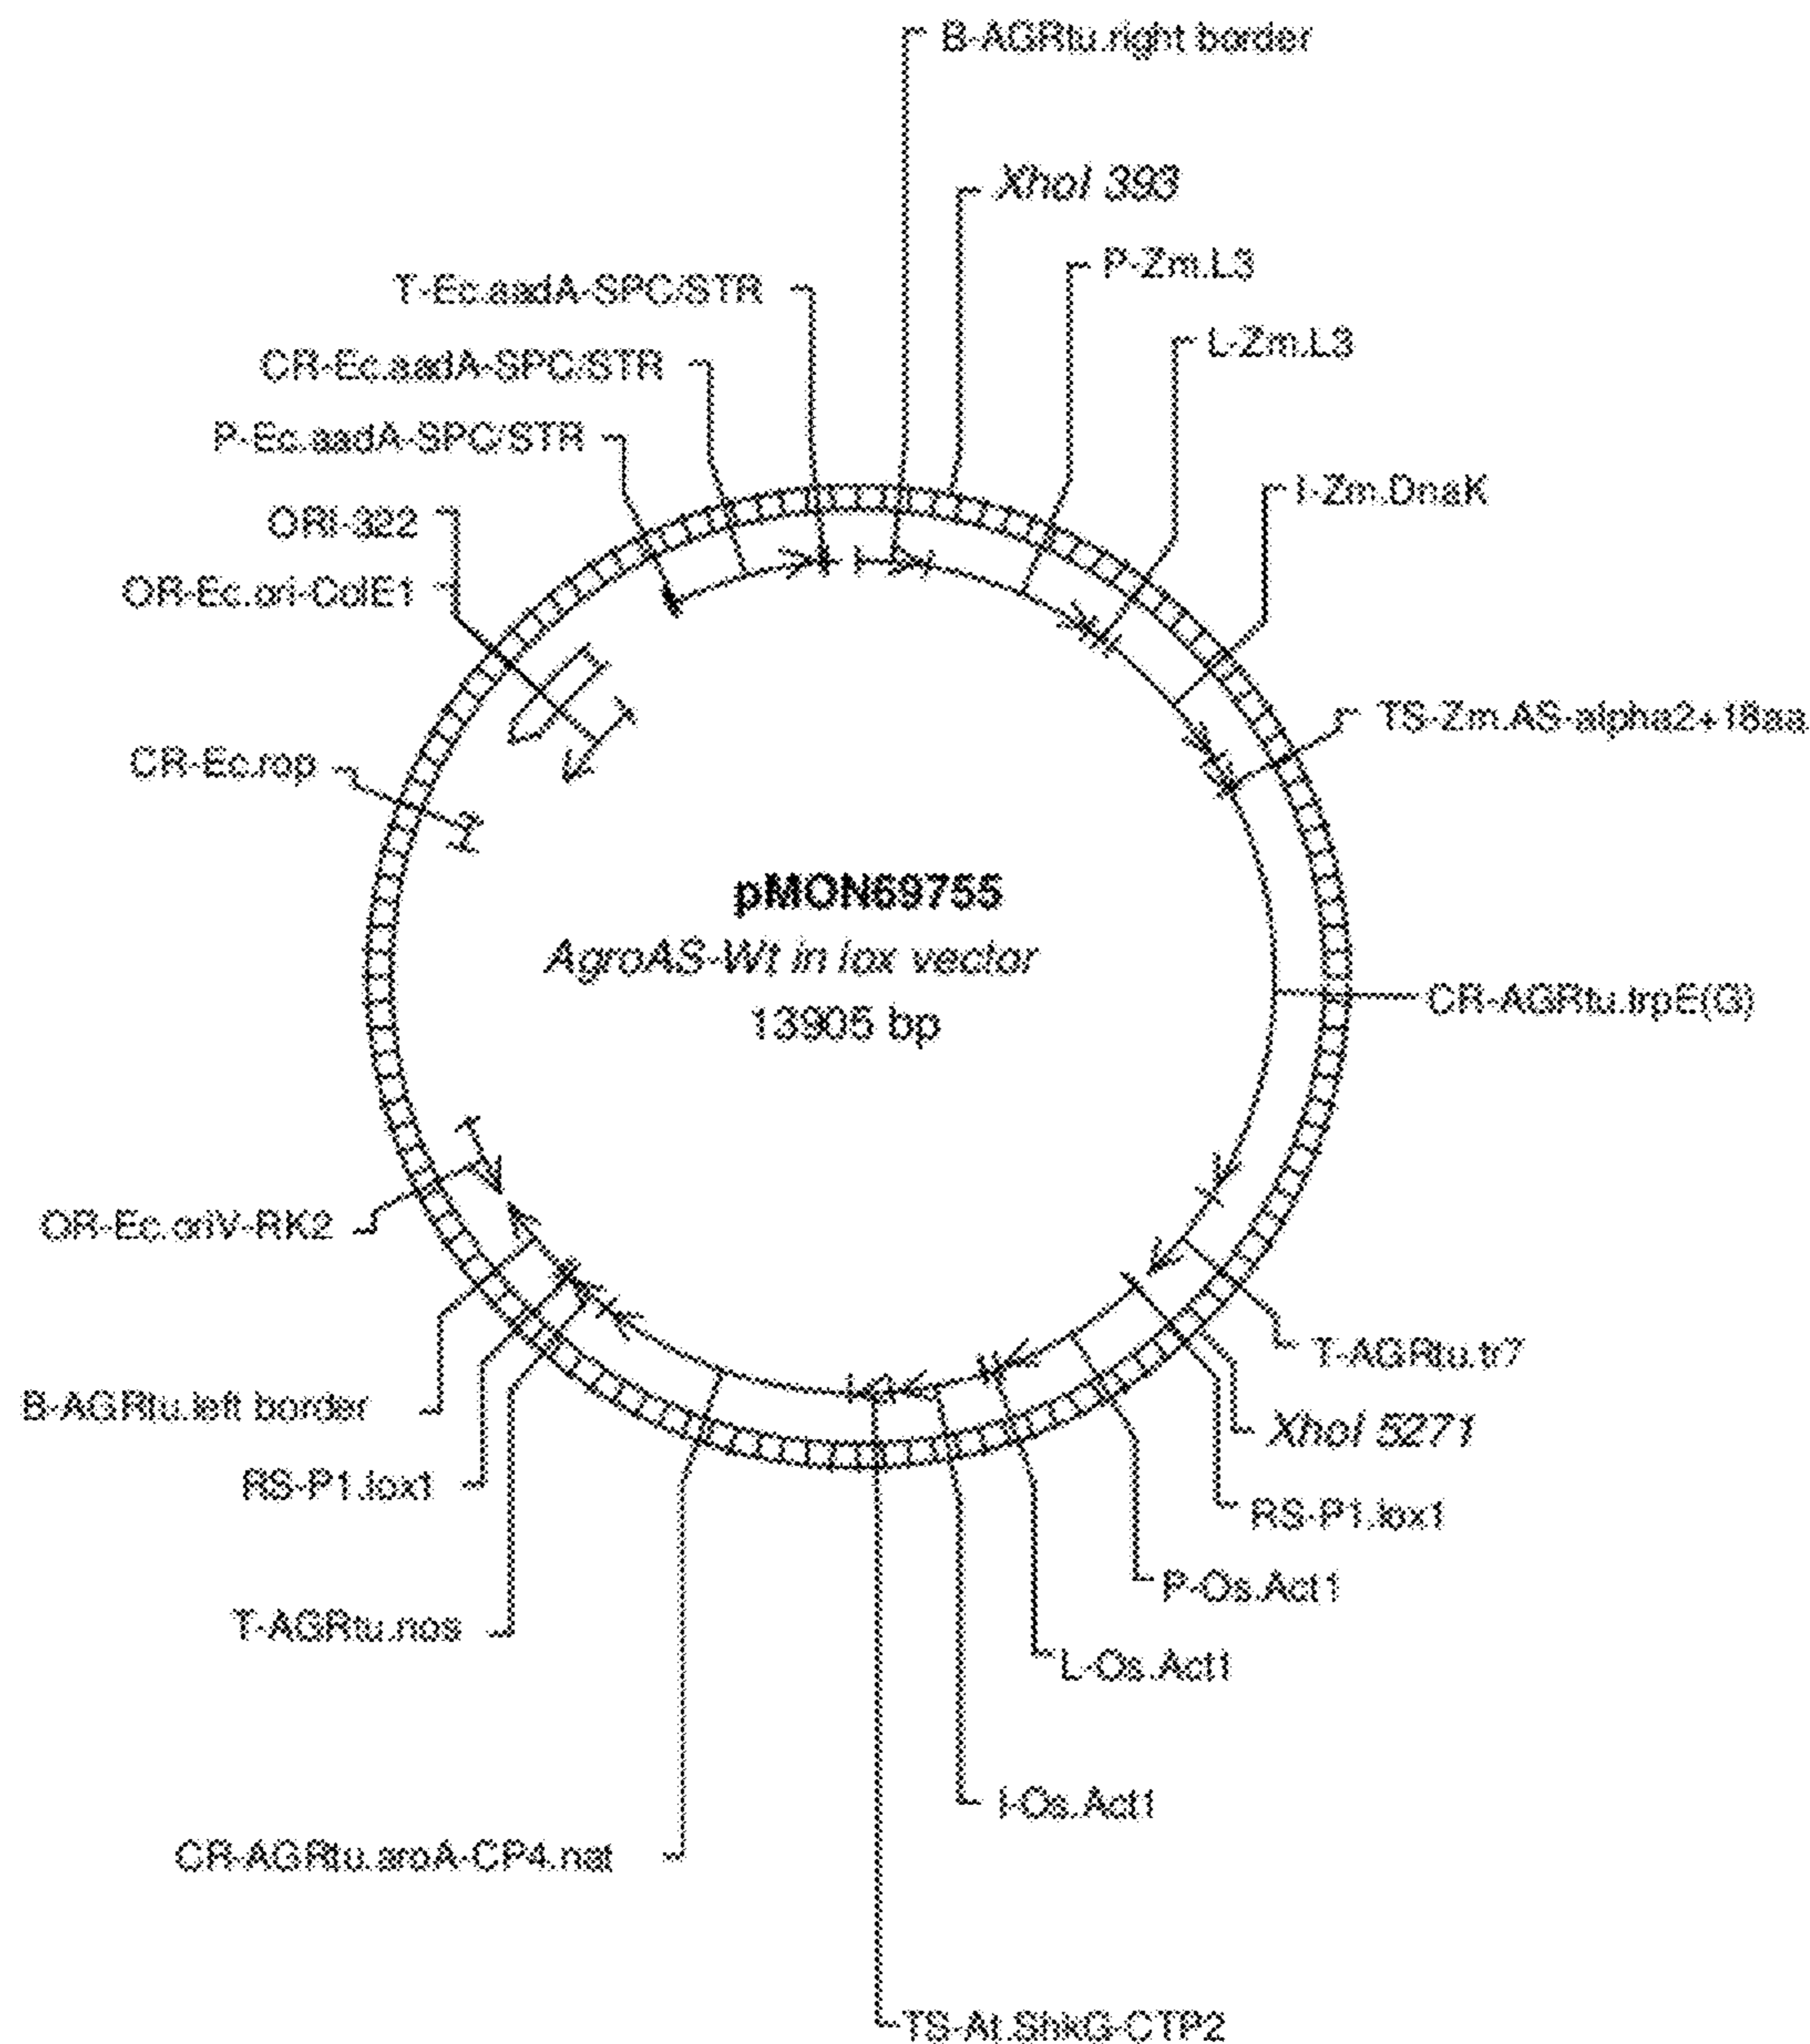 B-AGRtu.right border
XhoI 393
P-Zm.L3
T-Ec.aadA-SPC/STR
L-Zm.L3
CR-Ec.aadA-SPC/STR
P-Ec.aadA-SPC/STR
I-Zm.DnaK
ORI-322
OR-Ec.ori-ColE1
TS-Zm.AS-alpha2+18aa
CR-Ec.rop
pMON69755
AgroAS-Wt in lox vector
13905 bp
CR-AGRtu.trpE(G)
OR-Ec.oriV-RK2
T-AGRtu.tr7
B-AGRtu.left border
XhoI 5271
RS-P1.lox1
RS-P1.lox1
P-Os.Act1
T-AGRtu.nos
L-Os.Act1
I-Os.Act1
CR-AGRtu.aroA-CP4.nat
TS-At.ShkG-CTP2